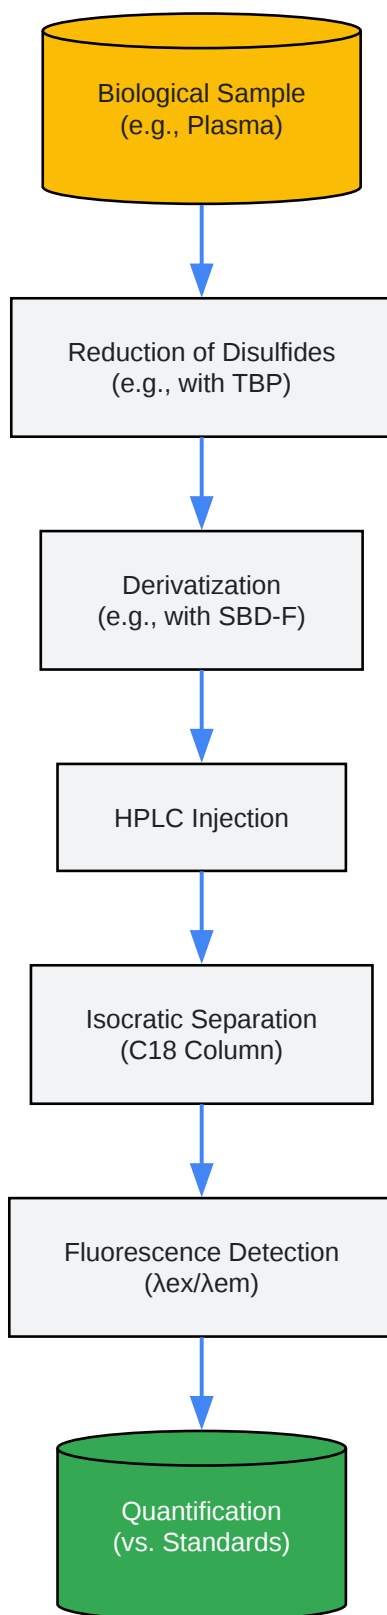 Biological Sample
(e.g., Plasma)
Reduction of Disulfides
(e.g., with TBP)
Derivatization
(e.g., with SBD-F)
HPLC Injection
Isocratic Separation
(C18 Column)
Fluorescence Detection
(λex/λem)
Quantification
(vs. Standards)